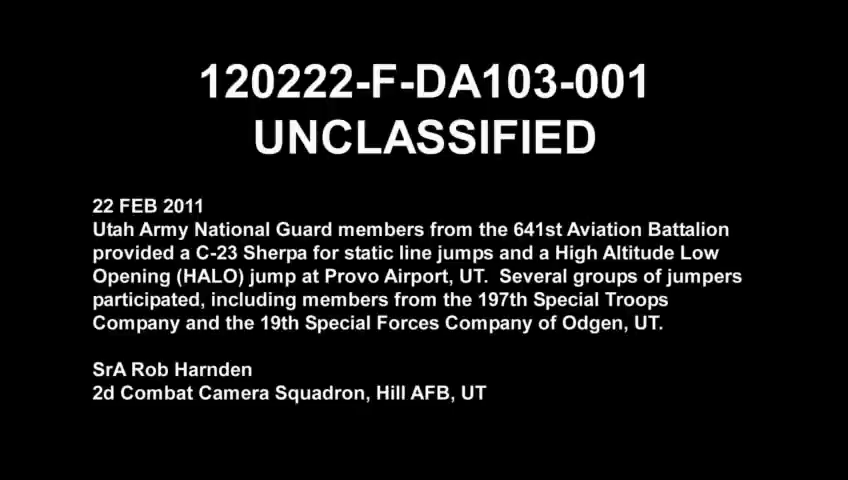 120222-F-DA103-001
UNCLASSIFIED
22 FEB 2011
Utah Army National Guard members from the 641st Aviation Battalion
provided a C-23 Sherpa for static line jumps and a High Altitude Low
Opening (HALO) jump at Provo Airport, UT.  Several groups of jumpers
participated, including members from the 197th Special Troops
Company and the 19th Special Forces Company of Odgen, UT.
SrA Rob Harnden
2d Combat Camera Squadron, Hill AFB, UT